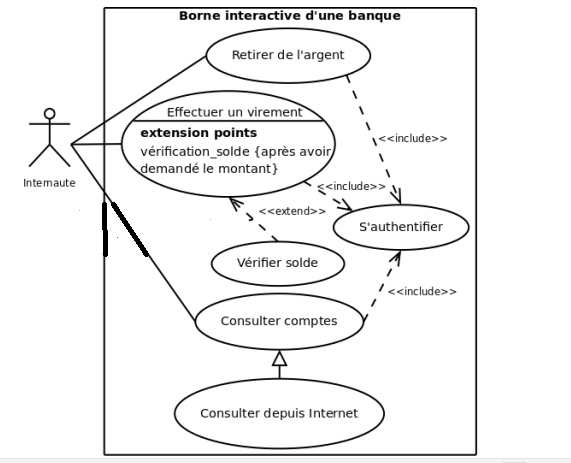 Borne interactive d'une banque
Retirer de l'argent
Effectuer un virement
extension points
vérification_solde {après avoir
demandé le montant}
<<include>>
<<include>>
Internaute
<<extend>>
S'authentifier
Vérifier solde
<<include>>
Consulter comptes
Consulter depuis Internet